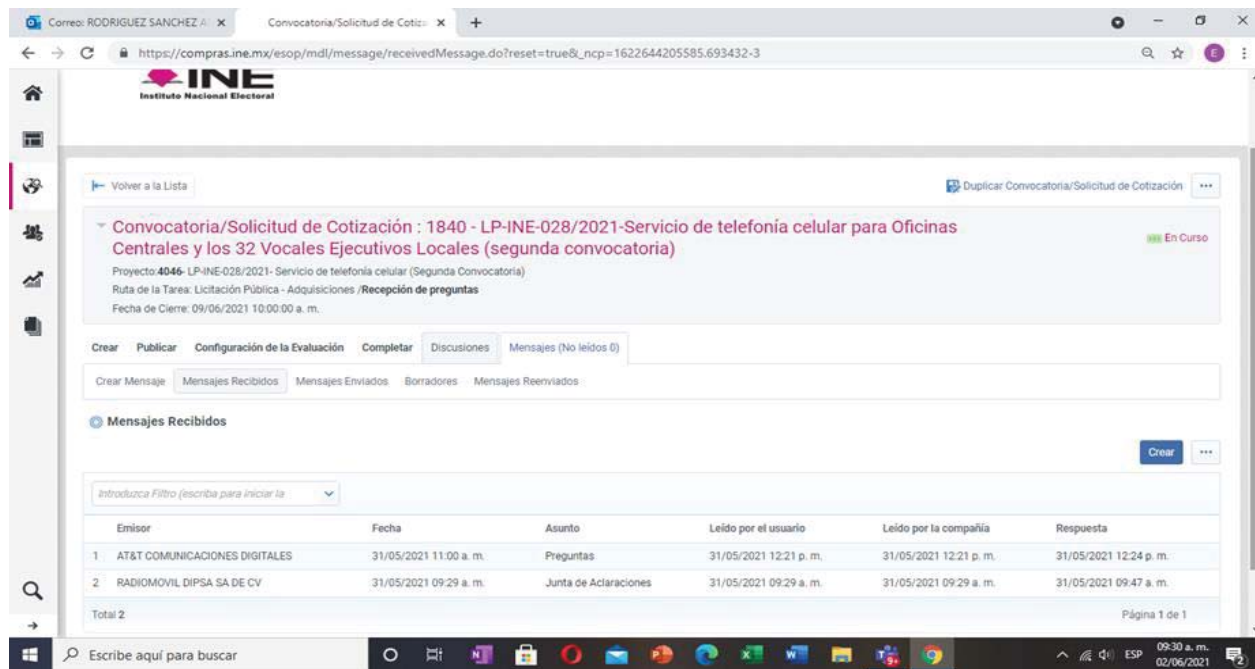 Correo: RODRIGUEZ SANCHEZ A
Convocatoria/Solicitud de Cotiz
https://compras.ine.mx/esop/mdl/message/receivedMessage.do?reset=true&_ncp=1622644205585.693432-3
E
INE
Instituto Nacional Electoral
Volver a la Lista
Duplicar Convocatoria/Solicitud de Cotización
Convocatoria/Solicitud de Cotización : 1840 - LP-INE-028/2021-Servicio de telefonía celular para Oficinas
Centrales y los 32 Vocales Ejecutivos Locales (segunda convocatoria)
En Curso
Proyecto:4046- LP-INE-028/2021- Servicio de telefonía celular (Segunda Convocatoria)
Ruta de la Tarea: Licitación Pública - Adquisiciones /Recepción de preguntas
Fecha de Cierre: 09/06/2021 10:00:00 a. m.
Crear Publicar Configuración de la Evaluación Completar Discusiones Mensajes (No leídos 0)
Crear Mensaje Mensajes Recibidos Mensajes Enviados Borradores Mensajes Reenviados
Mensajes Recibidos
Crear
Introduzca Filtro (escriba para iniciar la
Emisor Fecha Asunto Leído por el usuario Leído por la compañía Respuesta
1 AT&T COMUNICACIONES DIGITALES 31/05/2021 11:00 a. m. Preguntas 31/05/2021 12:21 p. m. 31/05/2021 12:21 p. m. 31/05/2021 12:24 p. m.
2 RADIOMOVIL DIPSA SA DE CV 31/05/2021 09:29 a. m. Junta de Aclaraciones 31/05/2021 09:29 a. m. 31/05/2021 09:29 a. m. 31/05/2021 09:47 a. m.
Total 2
Página 1 de 1
Escribe aquí para buscar
ESP
09:30 a. m.
02/06/2021